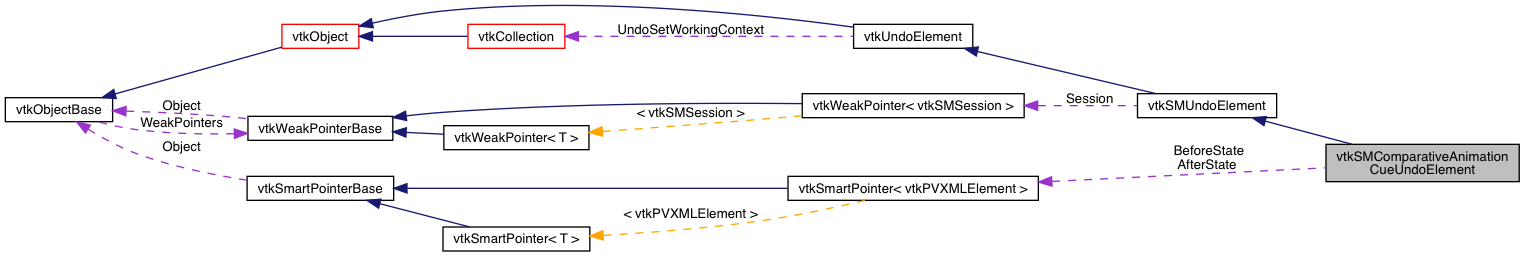 vtkObject
vtkCollection
UndoSetWorkingContext
vtkUndoElement
vtkObjectBase
Object
WeakPointers
Object
vtkWeakPointerBase
< vtkSMSession >
vtkWeakPointer< T >
vtkWeakPointer< vtkSMSession >
Session
vtkSMUndoElement
vtkSmartPointerBase
vtkSmartPointer< vtkPVXMLElement >
BeforeState
AfterState
vtkSMComparativeAnimation
CueUndoElement
< vtkPVXMLElement >
vtkSmartPointer< T >